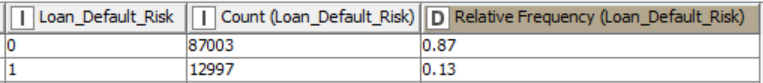 I Loan_Default_Risk I Count (Loan_Default_Risk) D Relative Frequency (Loan_Default_Risk)
0 87003 0.87
1 12997 0.13